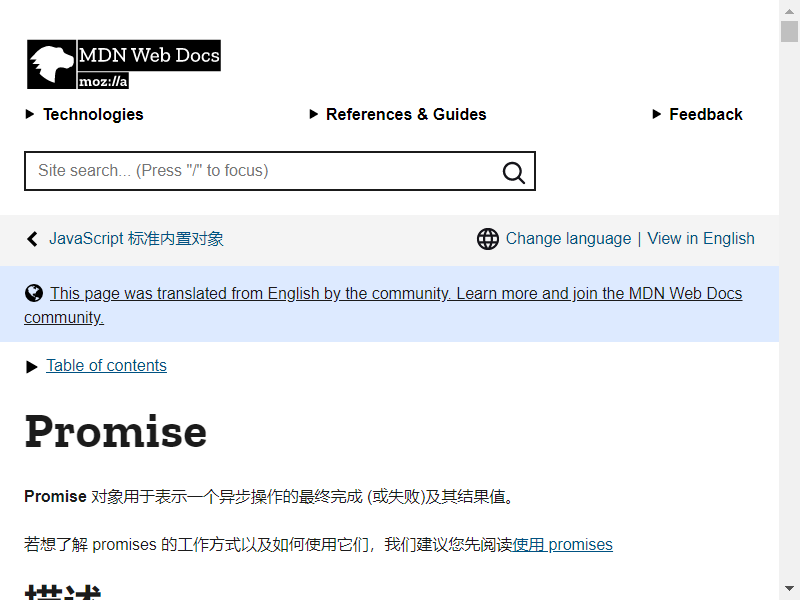 MDN Web Docs
moz://a
Technologies
References & Guides
Feedback
Site search... (Press "/" to focus)
JavaScript 标准内置对象
Change language | View in English
This page was translated from English by the community. Learn more and join the MDN Web Docs
community.
Table of contents
Promise
Promise 对象用于表示一个异步操作的最终完成 (或失败)及其结果值。
若想了解 promises 的工作方式以及如何使用它们，我们建议您先阅读使用 promises
描述